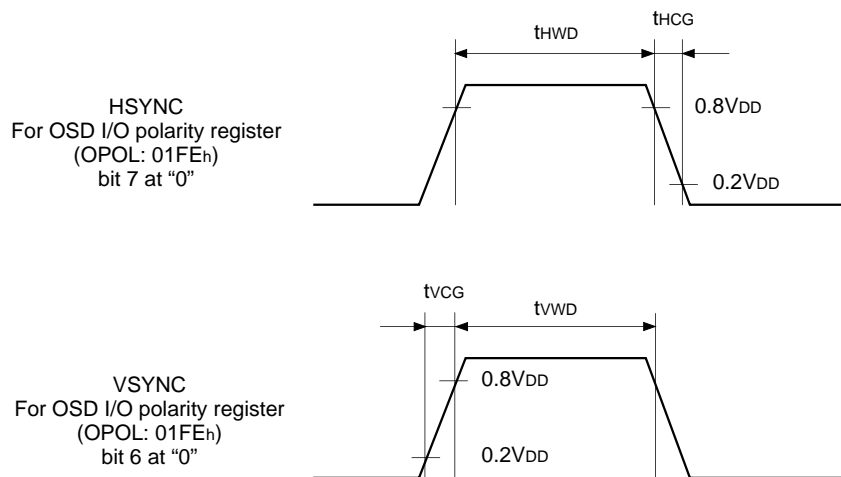 tHWD tHCG
HSYNC
For OSD I/O polarity register
(OPOL: 01FEh)
bit 7 at “0”
0.8VDD
0.2VDD
tVCG tVWD
VSYNC
For OSD I/O polarity register
(OPOL: 01FEh)
bit 6 at “0”
0.8VDD
0.2VDD